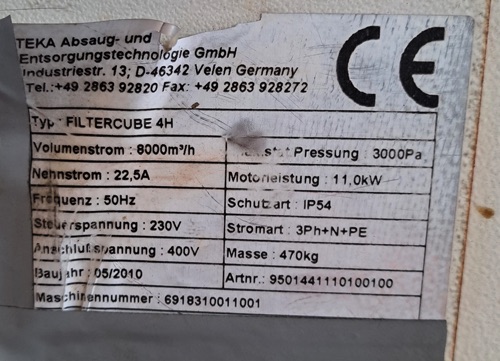 TEKA Absaug- und
Entsorgungstechnologie GmbH
Industriestr. 13; D-46342 Velen Germany
Tel.:+49 2863 92820 Fax: +49 2863 928272
CE
Typ: FILTERCUBE 4H
Volumenstrom : 8000m³/h
Pressung : 3000Pa
Nennstrom : 22,5A
Motorleistung : 11,0kW
Frequenz : 50Hz
Schutzart : IP54
Steuerspannung : 230V
Stromart : 3Ph+N+PE
Anschlußspannung : 400V
Masse : 470kg
Baujahr : 05/2010
Artnr.: 9501441110100100
Maschinennummer : 6918310011001